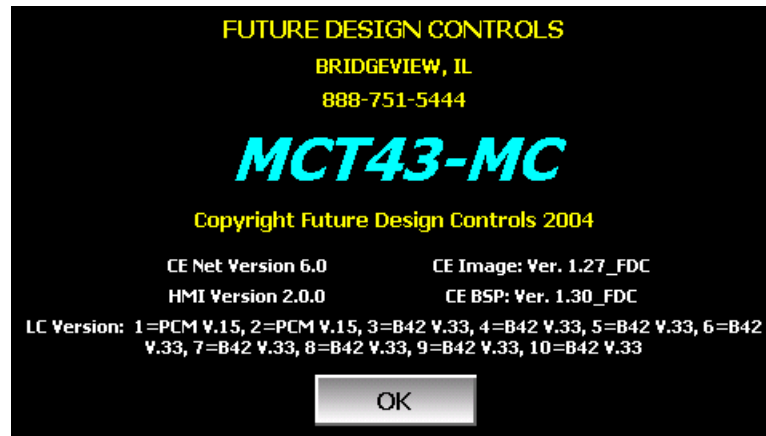 FUTURE DESIGN CONTROLS
BRIDGEVIEW, IL
888-751-5444
MCT43-MC
Copyright Future Design Controls 2004
CE Net Version 6.0 CE Image: Ver. 1.27_FDC
HMI Version 2.0.0 CE BSP: Ver. 1.30_FDC
LC Version: 1=PCM V.15, 2=PCM V.15, 3=B42 V.33, 4=B42 V.33, 5=B42 V.33, 6=B42
V.33, 7=B42 V.33, 8=B42 V.33, 9=B42 V.33, 10=B42 V.33
OK